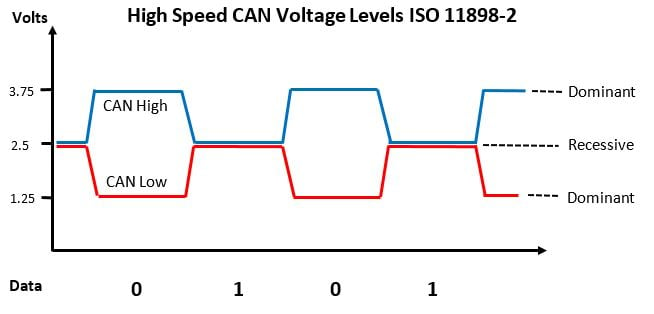 High Speed CAN Voltage Levels ISO 11898-2
Volts
3.75
CAN High
Dominant
2.5
Recessive
CAN Low
1.25
Dominant
Data 0 1 0 1